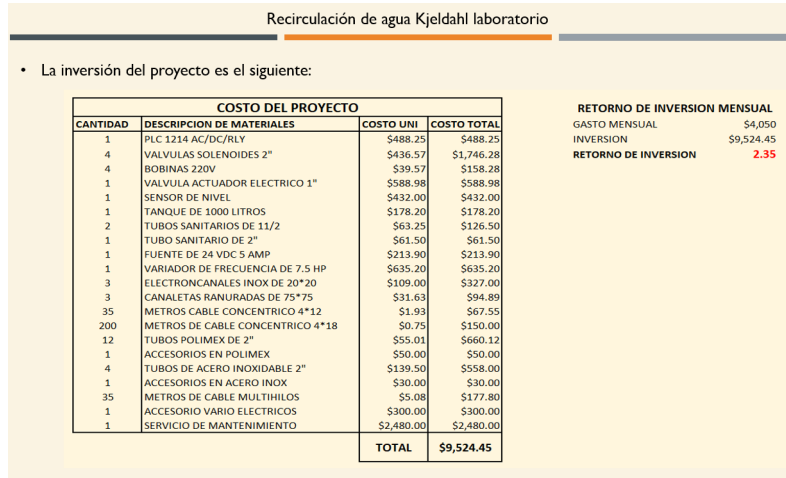 Recirculación de agua Kjeldahl laboratorio
• La inversión del proyecto es el siguiente:
COSTO DEL PROYECTO
CANTIDAD DESCRIPCION DE MATERIALES COSTO UNI COSTO TOTAL
1 PLC 1214 AC/DC/RLY $488.25 $488.25
4 VALVULAS SOLENOIDES 2" $436.57 $1,746.28
4 BOBINAS 220V $39.57 $158.28
1 VALVULA ACTUADOR ELECTRICO 1" $588.98 $588.98
1 SENSOR DE NIVEL $432.00 $432.00
1 TANQUE DE 1000 LITROS $178.20 $178.20
2 TUBOS SANITARIOS DE 11/2 $63.25 $126.50
1 TUBO SANITARIO DE 2" $61.50 $61.50
1 FUENTE DE 24 VDC 5 AMP $213.90 $213.90
1 VARIADOR DE FRECUENCIA DE 7.5 HP $635.20 $635.20
3 ELECTRONCANALES INOX DE 20*20 $109.00 $327.00
3 CANALETAS RANURADAS DE 75*75 $31.63 $94.89
35 METROS CABLE CONCENTRICO 4*12 $1.93 $67.55
200 METROS DE CABLE CONCENTRICO 4*18 $0.75 $150.00
12 TUBOS POLIMEX DE 2" $55.01 $660.12
1 ACCESORIOS EN POLIMEX $50.00 $50.00
4 TUBOS DE ACERO INOXIDABLE 2" $139.50 $558.00
1 ACCESORIOS EN ACERO INOX $30.00 $30.00
35 METROS DE CABLE MULTIHILOS $5.08 $177.80
1 ACCESORIO VARIO ELECTRICOS $300.00 $300.00
1 SERVICIO DE MANTENIMIENTO $2,480.00 $2,480.00
TOTAL $9,524.45
RETORNO DE INVERSION MENSUAL
GASTO MENSUAL $4,050
INVERSION $9,524.45
RETORNO DE INVERSION 2.35